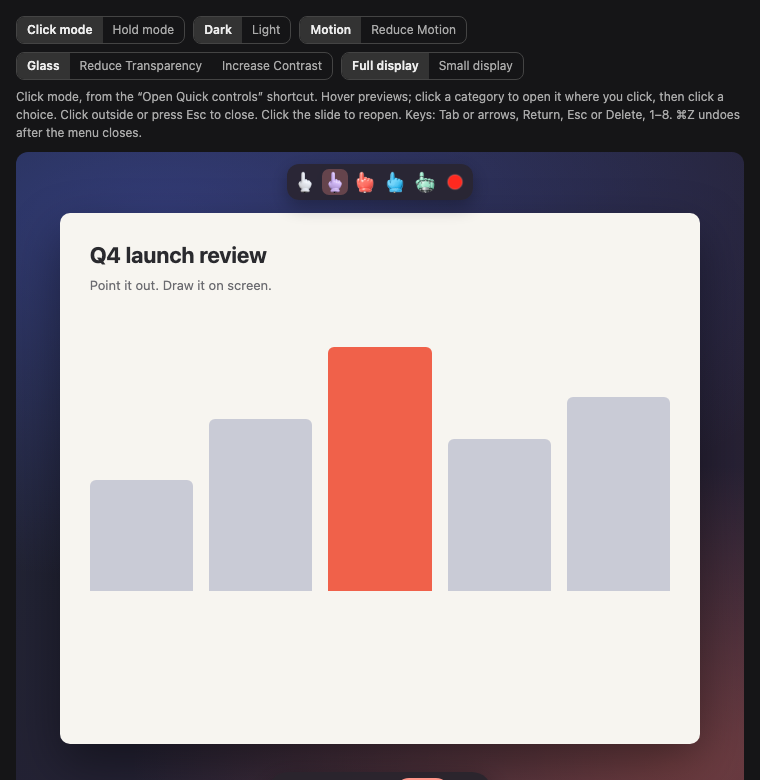 Click mode Hold mode Dark Light Motion Reduce Motion
Glass Reduce Transparency Increase Contrast Full display Small display
Click mode, from the “Open Quick controls” shortcut. Hover previews; click a category to open it where you click, then click a
choice. Click outside or press Esc to close. Click the slide to reopen. Keys: Tab or arrows, Return, Esc or Delete, 1–8. ⌘Z undoes
after the menu closes.
Q4 launch review
Point it out. Draw it on screen.